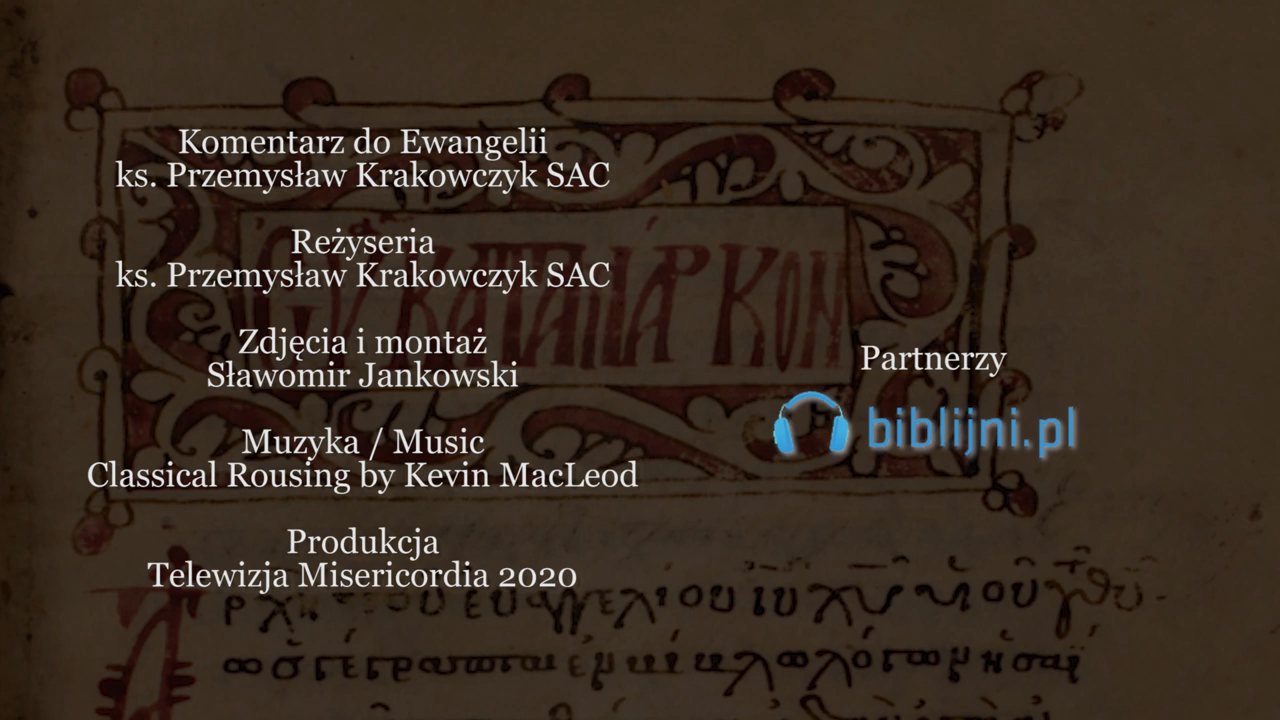 Komentarz do Ewangelii
ks. Przemysław Krakowczyk SAC
Reżyseria
ks. Przemysław Krakowczyk SAC
Zdjęcia i montaż
Sławomir Jankowski
Muzyka / Music
Classical Rousing by Kevin MacLeod
Produkcja
Telewizja Misericordia 2020
Partnerzy
biblijni.pl